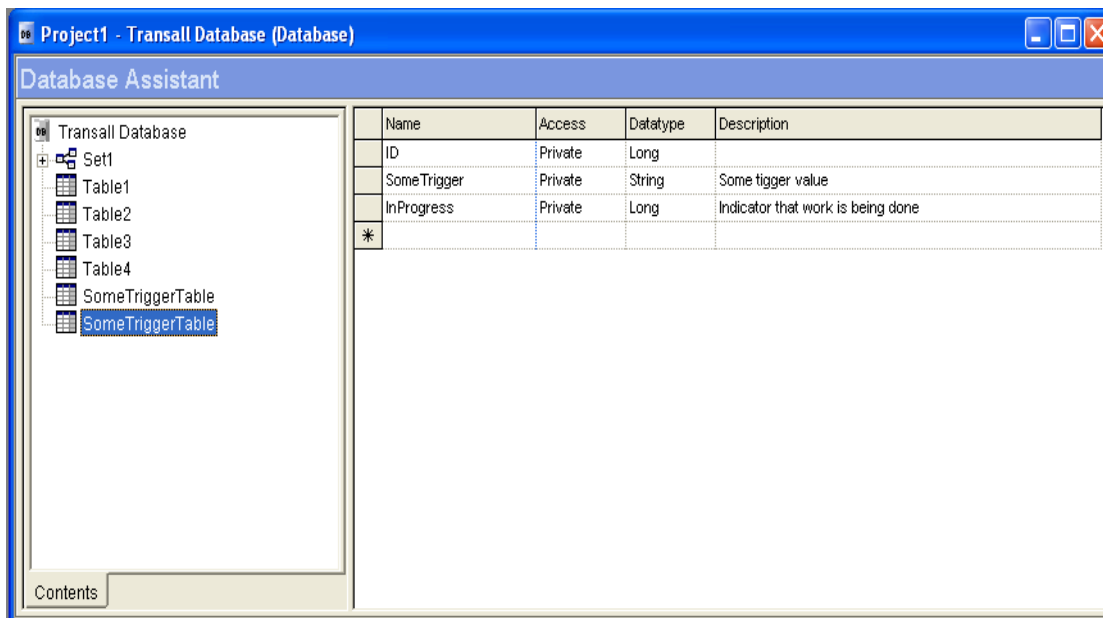 Project1 - Transall Database (Database)
Database Assistant
Transall Database
Set1
Table1
Table2
Table3
Table4
SomeTriggerTable
SomeTriggerTable
Contents
Name Access Datatype Description
ID Private Long
SomeTrigger Private String Some tigger value
InProgress Private Long Indicator that work is being done